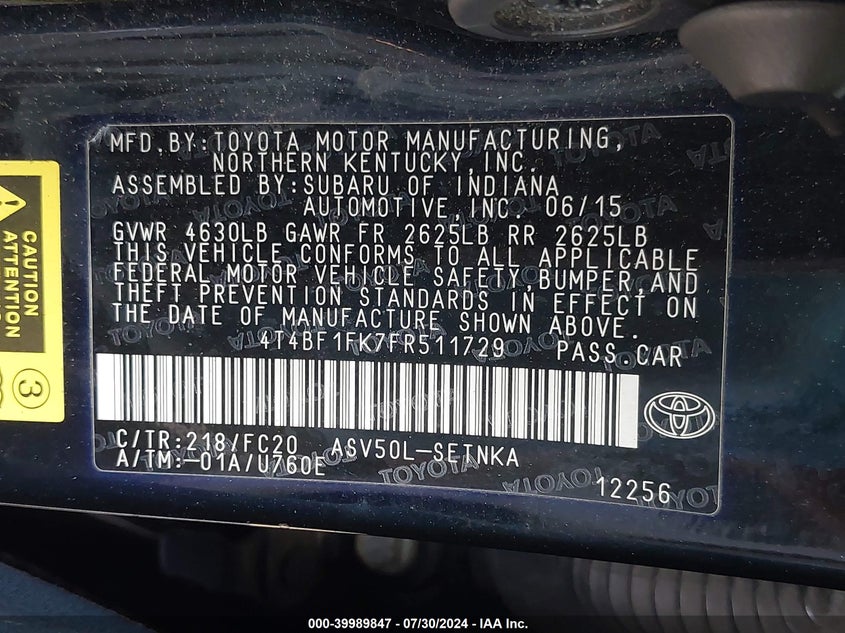 MFD.BY:TOYOTA MOTOR MANUFACTURING,
NORTHERN KENTUCKY,INC.
ASSEMBLED BY:SUBARU OF INDIANA
AUTOMOTIVE,INC. 06/15
GVWR 4630LB GAWR FR 2625LB RR 2625LB
THIS VEHICLE CONFORMS TO ALL APPLICABLE
FEDERAL MOTOR VEHICLE SAFETY,BUMPER,AND
THEFT PREVENTION STANDARDS IN EFFECT ON
THE DATE OF MANUFACTURE SHOWN ABOVE.
4T4BF1FK7FR511729 PASS CAR
C/TR:218/FC20 ASV50L-SETNKA
A/TM:-01A/U760E
12256
CAUTION
ATTENTION
3
TOYOTA
000-39989847 - 07/30/2024 - IAA Inc.